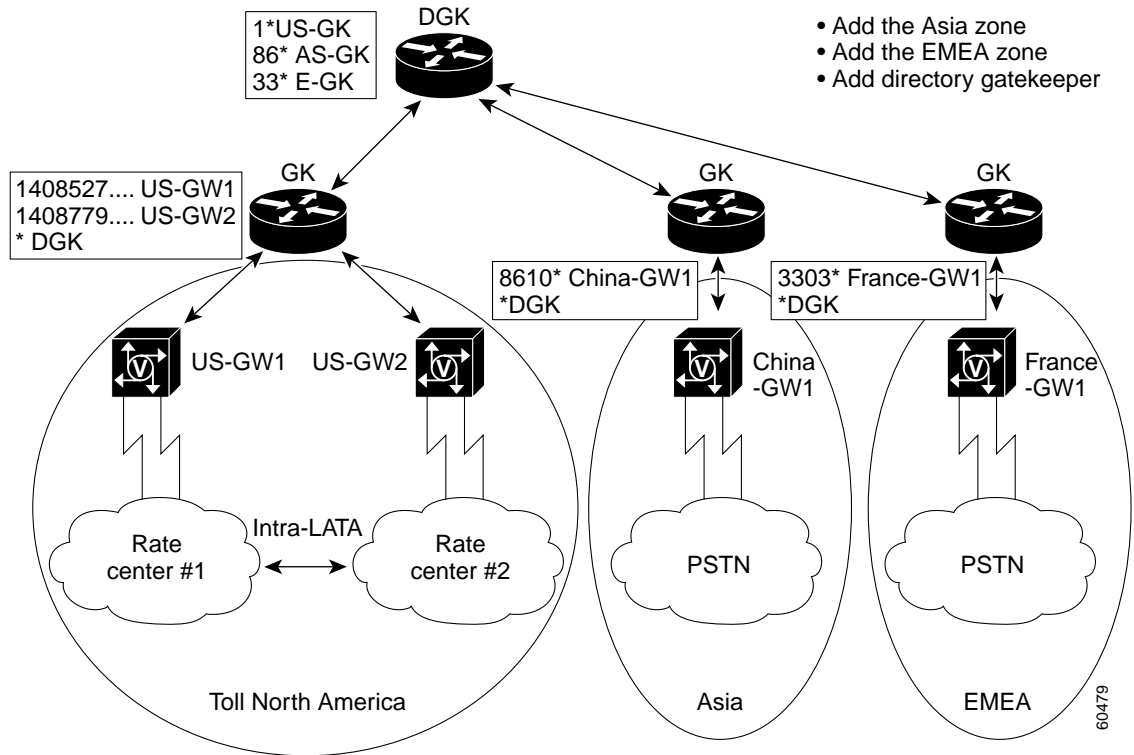 DGK
1*US-GK
86* AS-GK
33* E-GK
• Add the Asia zone
• Add the EMEA zone
• Add directory gatekeeper
GK
1408527.... US-GW1
1408779.... US-GW2
* DGK
GK
8610* China-GW1
*DGK
GK
3303* France-GW1
*DGK
V
US-GW1
US-GW2
V
V
China
-GW1
V
France
-GW1
Rate
center #1
Intra-LATA
Rate
center #2
PSTN
PSTN
Toll North America
Asia
EMEA
60479